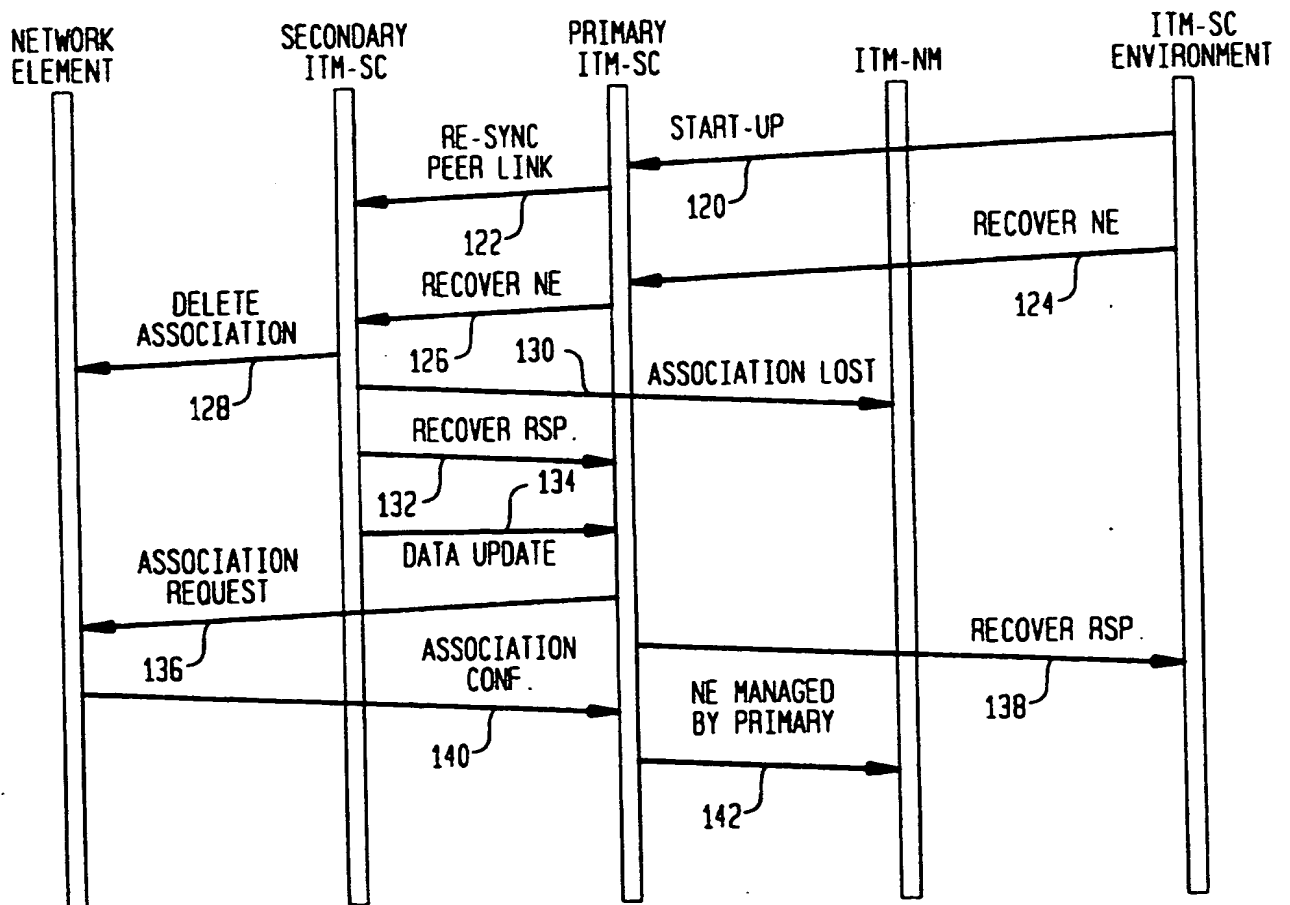 NETWORK
ELEMENT
SECONDARY
ITM-SC
PRIMARY
ITM-SC
ITM-NM
ITM-SC
ENVIRONMENT
START-UP
120
RE-SYNC
PEER LINK
122
RECOVER NE
124
RECOVER NE
126
DELETE
ASSOCIATION
128
130
ASSOCIATION LOST
RECOVER RSP.
132
134
DATA UPDATE
ASSOCIATION
REQUEST
136
RECOVER RSP.
138
ASSOCIATION
CONF.
140
NE MANAGED
BY PRIMARY
142